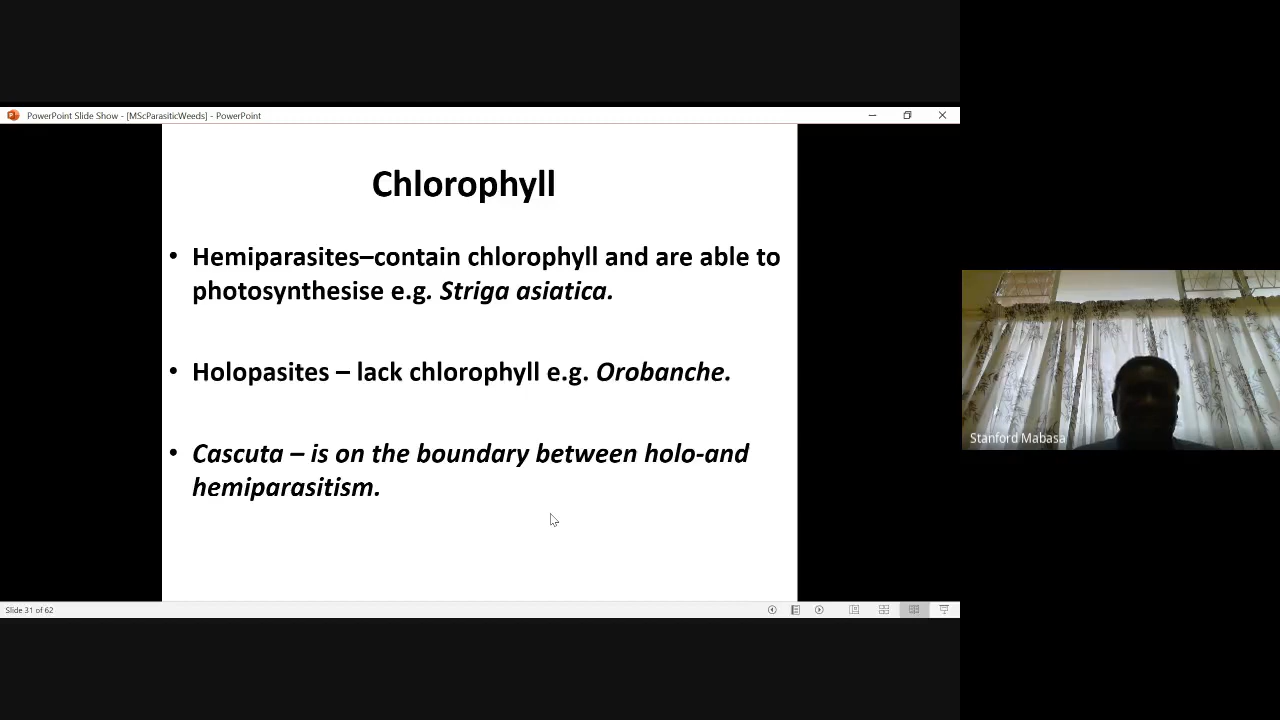 PowerPoint Slide Show - [MScParasiticWeeds] - PowerPoint
Chlorophyll
• Hemiparasites–contain chlorophyll and are able to
photosynthesise e.g. Striga asiatica.
• Holopasites – lack chlorophyll e.g. Orobanche.
• Cascuta – is on the boundary between holo-and
hemiparasitism.
Stanford Mabasa
Slide 31 of 62